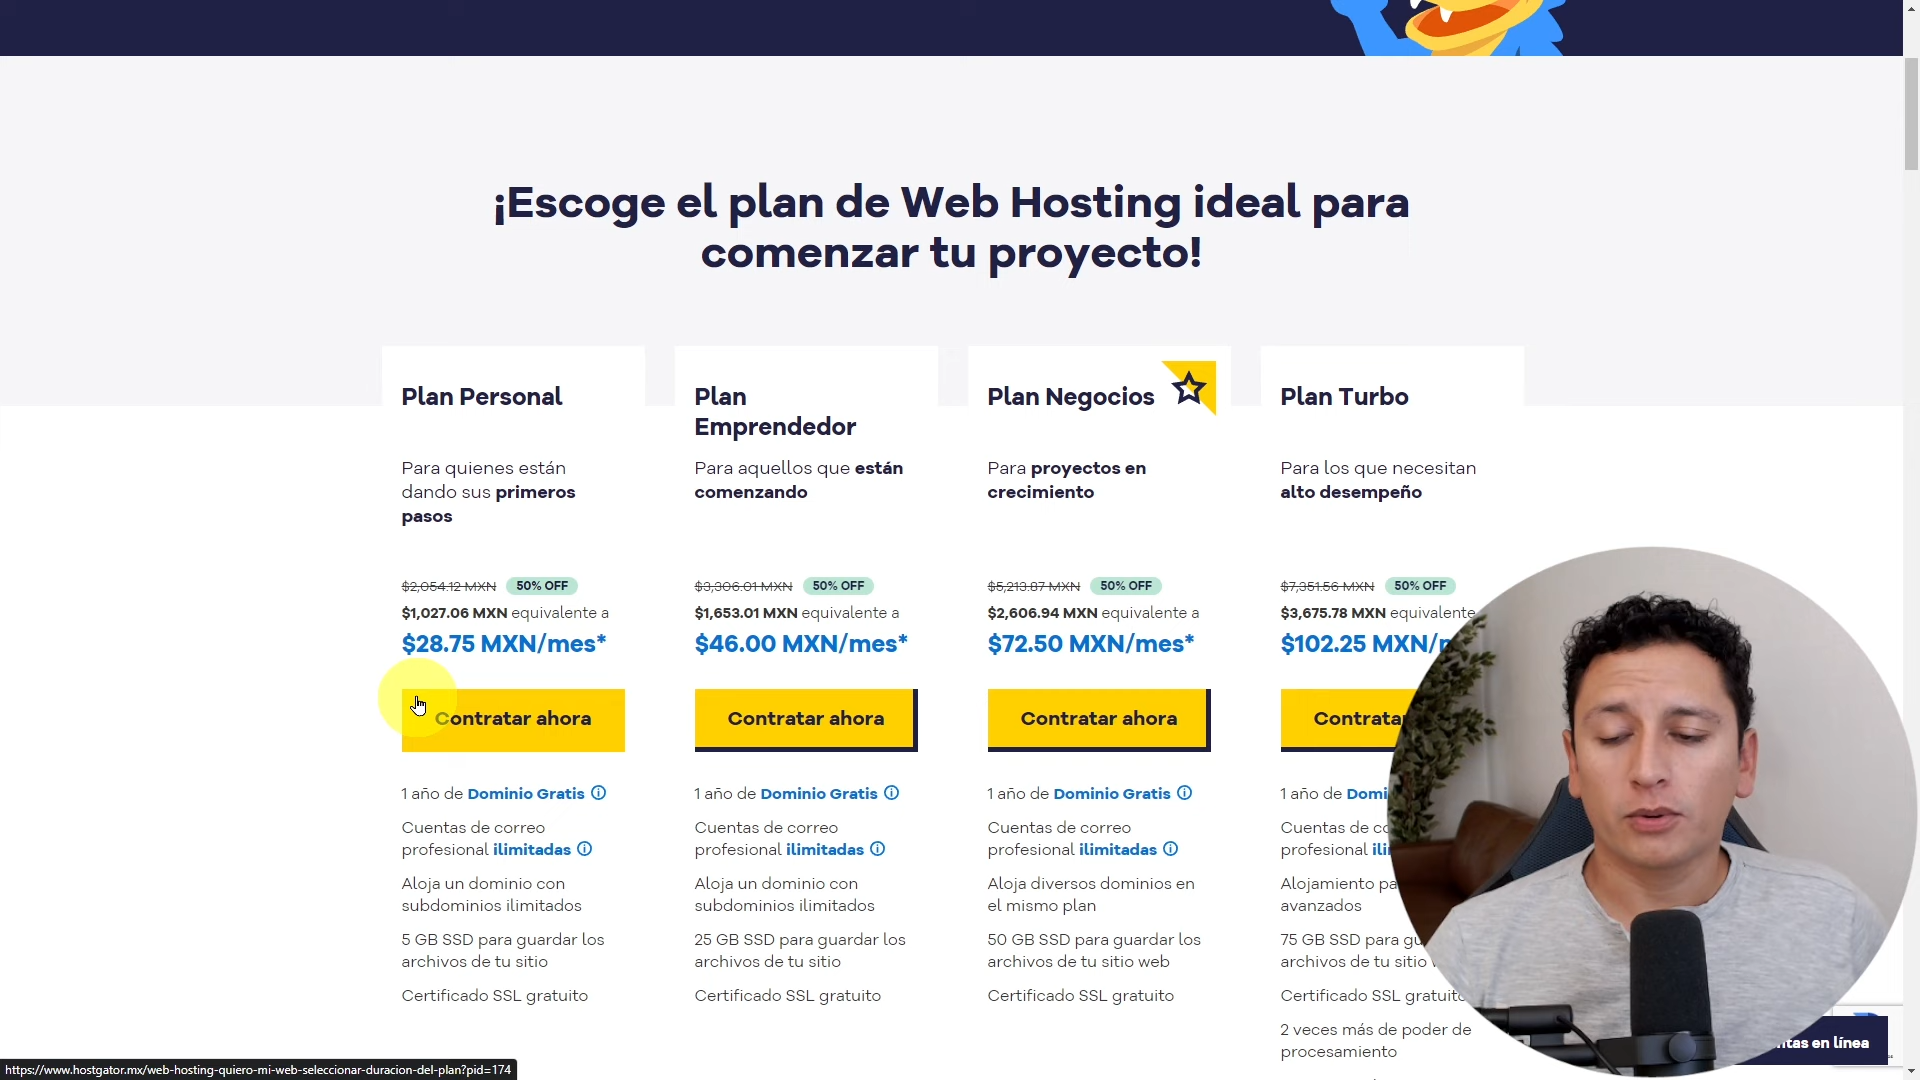 ¡Escoge el plan de Web Hosting ideal para
comenzar tu proyecto!
Plan Personal
Para quienes están
dando sus primeros
pasos
$2,054.12 MXN 50% OFF
$1,027.06 MXN equivalente a
$28.75 MXN/mes*
Contratar ahora
1 año de Dominio Gratis
Cuentas de correo
profesional ilimitadas
Aloja un dominio con
subdominios ilimitados
5 GB SSD para guardar los
archivos de tu sitio
Certificado SSL gratuito
Plan
Emprendedor
Para aquellos que están
comenzando
$3,306.01 MXN 50% OFF
$1,653.01 MXN equivalente a
$46.00 MXN/mes*
Contratar ahora
1 año de Dominio Gratis
Cuentas de correo
profesional ilimitadas
Aloja un dominio con
subdominios ilimitados
25 GB SSD para guardar los
archivos de tu sitio
Certificado SSL gratuito
Plan Negocios
Para proyectos en
crecimiento
$5,213.87 MXN 50% OFF
$2,606.94 MXN equivalente a
$72.50 MXN/mes*
Contratar ahora
1 año de Dominio Gratis
Cuentas de correo
profesional ilimitadas
Aloja diversos dominios en
el mismo plan
50 GB SSD para guardar los
archivos de tu sitio web
Certificado SSL gratuito
Plan Turbo
Para los que necesitan
alto desempeño
$7,351.56 MXN 50% OFF
$3,675.78 MXN equivalente
$102.25 MXN/m
Contrata
1 año de Domi
Cuentas de co
profesional ili
Alojamiento pa
avanzados
75 GB SSD para gu
archivos de tu sitio
Certificado SSL gratuito
2 veces más de poder de
procesamiento
ntas en línea
https://www.hostgator.mx/web-hosting-quiero-mi-web-seleccionar-duracion-del-plan?pid=174